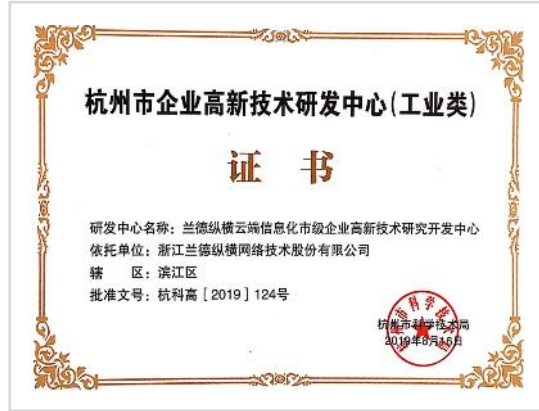 杭州市企业高新技术研发中心(工业类)
证 书
研发中心名称：兰德纵横云端信息化市级企业高新技术研究开发中心
依托单位：浙江兰德纵横网络技术股份有限公司
辖 区：滨江区
批准文号：杭科高［2019］124号
杭州市科学技术局
2019年8月16日